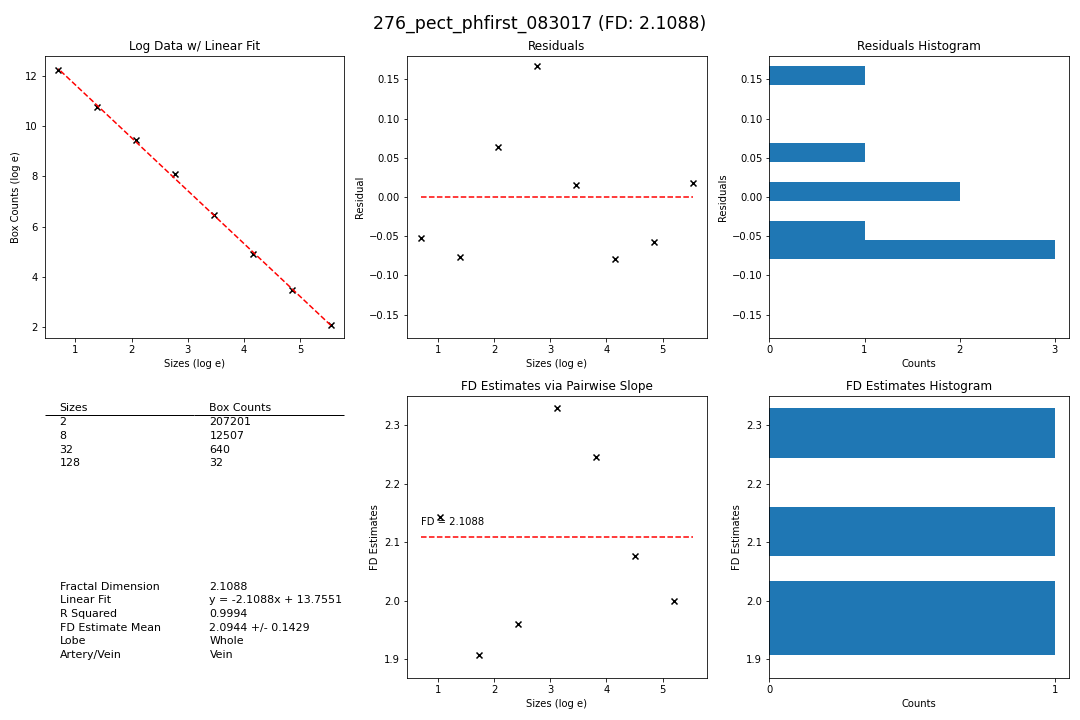 276_pect_phfirst_083017 (FD: 2.1088)
Log Data w/ Linear Fit
Box Counts (log e)
12
10
8
6
4
2
1 2 3 4 5
Sizes (log e)
Residuals
Residual
0.15
0.10
0.05
0.00
−0.05
−0.10
−0.15
1 2 3 4 5
Sizes (log e)
Residuals Histogram
Residuals
0.15
0.10
0.05
0.00
−0.05
−0.10
−0.15
0 1 2 3
Counts
Sizes Box Counts
2 207201
8 12507
32 640
128 32
Fractal Dimension 2.1088
Linear Fit y = -2.1088x + 13.7551
R Squared 0.9994
FD Estimate Mean 2.0944 +/- 0.1429
Lobe Whole
Artery/Vein Vein
FD Estimates via Pairwise Slope
FD Estimates
2.3
2.2
2.1
2.0
1.9
FD = 2.1088
1 2 3 4 5
Sizes (log e)
FD Estimates Histogram
FD Estimates
2.3
2.2
2.1
2.0
1.9
0 1
Counts